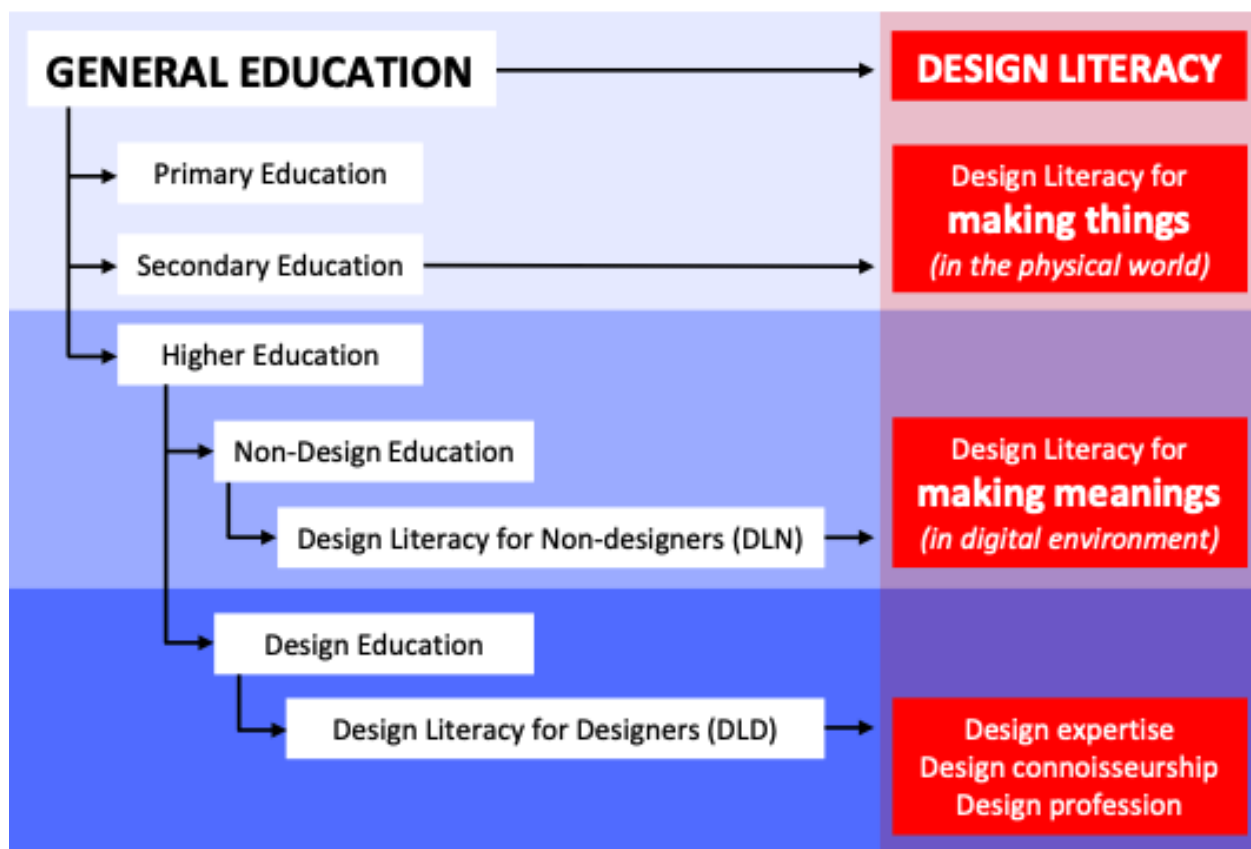 GENERAL EDUCATION
DESIGN LITERACY
Primary Education
Secondary Education
Design Literacy for
making things
(in the physical world)
Higher Education
Non-Design Education
Design Literacy for Non-designers (DLN)
Design Literacy for
making meanings
(in digital environment)
Design Education
Design Literacy for Designers (DLD)
Design expertise
Design connoisseurship
Design profession